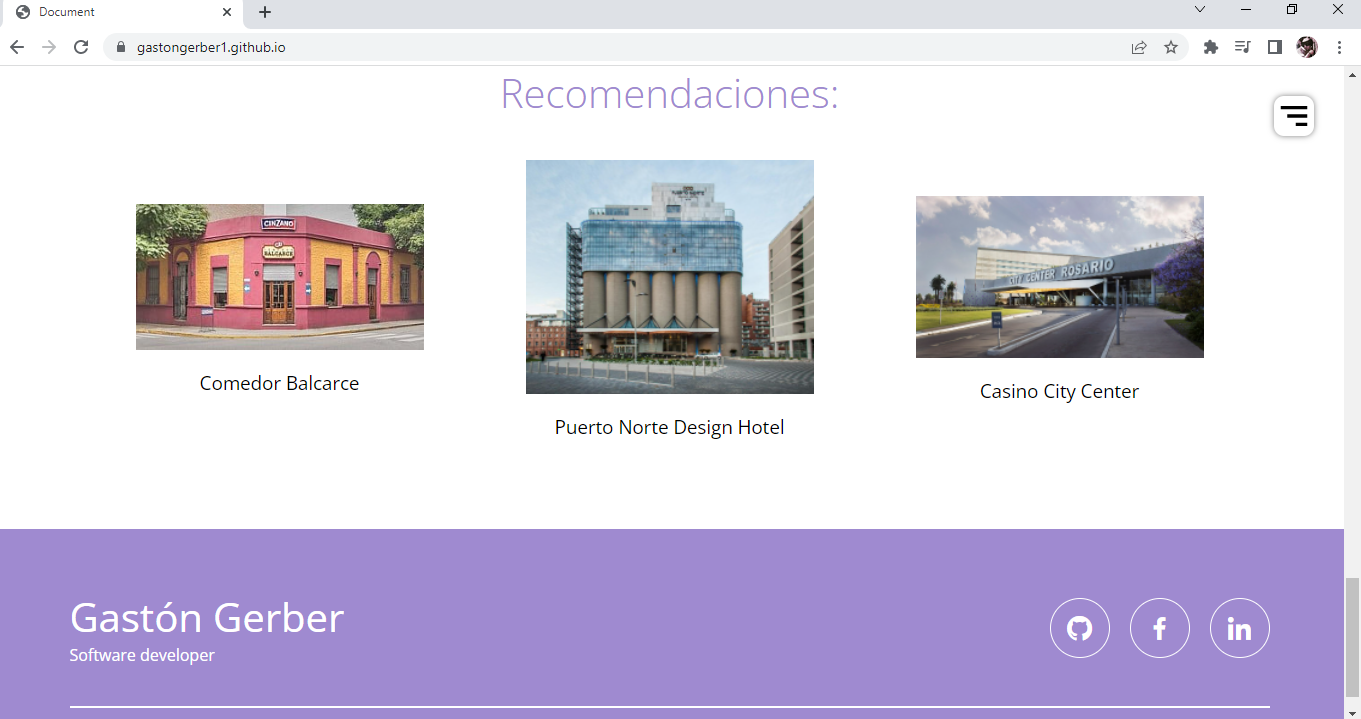 Document
gastongerber1.github.io
Recomendaciones:
CINZANO
BALCARCE
CITY CENTER ROSARIO
Comedor Balcarce
Puerto Norte Design Hotel
Casino City Center
Gastón Gerber
Software developer
in